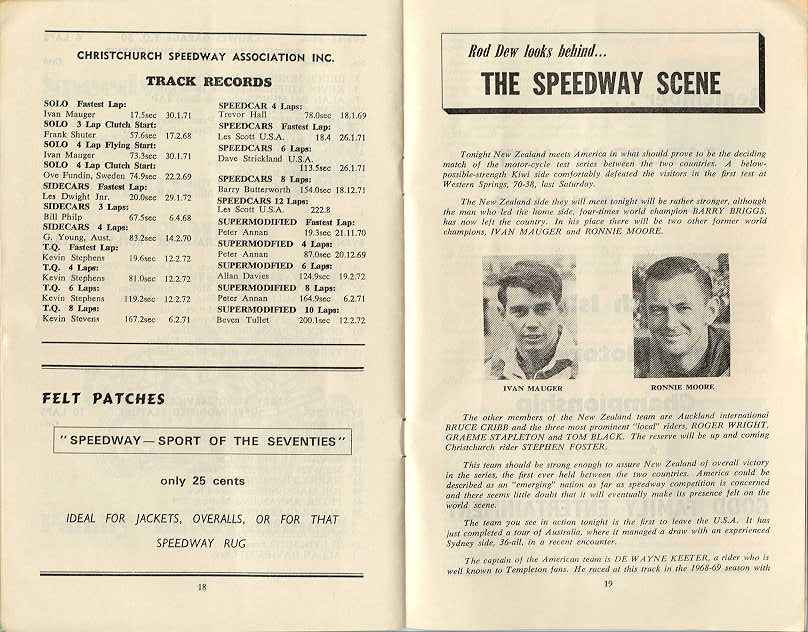 CHRISTCHURCH SPEEDWAY ASSOCIATION INC.
TRACK RECORDS
SOLO Fastest Lap:
Ivan Mauger 17.5sec 30.1.71
SOLO 3 Lap Clutch Start:
Frank Shuter 57.6sec 17.2.68
SOLO 4 Lap Flying Start:
Ivan Mauger 73.3sec 30.1.71
SOLO 4 Lap Clutch Start:
Ove Fundin, Sweden 74.9sec 22.2.69
SIDECARS Fastest Lap:
Les Dwight Jnr. 20.0sec 29.1.72
SIDECARS 3 Laps:
Bill Philp 67.5sec 6.4.68
SIDECARS 4 Laps:
G. Young, Aust. 83.2sec 14.2.70
T.Q. Fastest Lap:
Kevin Stephens 19.6sec 12.2.72
T.Q. 4 Laps:
Kevin Stephens 81.0sec 12.2.72
T.Q. 6 Laps:
Kevin Stephens 119.2sec 12.2.72
T.Q. 8 Laps:
Kevin Stevens 167.2sec 6.2.71
SPEEDCAR 4 Laps:
Trevor Hall 78.0sec 18.1.69
SPEEDCARS Fastest Lap:
Les Scott U.S.A. 18.4 26.1.71
SPEEDCARS 6 Laps:
Dave Strickland U.S.A.
113.5sec 26.1.71
SPEEDCARS 8 Laps:
Barry Butterworth 154.0sec 18.12.71
SPEEDCARS 12 Laps:
Les Scott U.S.A. 222.8
SUPERMODIFIED Fastest Lap:
Peter Annan 19.3sec 21.11.70
SUPERMODIFIED 4 Laps:
Peter Annan 87.0sec 20.12.69
SUPERMODIFIED 6 Laps:
Allan Davies 124.9sec 19.2.72
SUPERMODIFIED 8 Laps:
Peter Annan 164.9sec 6.2.71
SUPERMODIFIED 10 Laps:
Beven Tullet 200.1sec 12.2.72
FELT PATCHES
"SPEEDWAY — SPORT OF THE SEVENTIES"
only 25 cents
IDEAL FOR JACKETS, OVERALLS, OR FOR THAT
SPEEDWAY RUG
18
Rod Dew looks behind...
THE SPEEDWAY SCENE
Tonight New Zealand meets America in what should prove to be the deciding
match of the motor-cycle test series between the two countries. A below-
possible-strength Kiwi side comfortably defeated the visitors in the first test at
Western Springs, 70-38, last Saturday.
The New Zealand side they will meet tonight will be rather stronger, although
the man who led the home side, four-times world champion BARRY BRIGGS,
has now left the country. In his place there will be two other former world
champions, IVAN MAUGER and RONNIE MOORE.
IVAN MAUGER
RONNIE MOORE
The other members of the New Zealand team are Auckland international
BRUCE CRIBB and the three most prominent "local" riders, ROGER WRIGHT,
GRAEME STAPLETON and TOM BLACK. The reserve will be up and coming
Christchurch rider STEPHEN FOSTER.
This team should be strong enough to assure New Zealand of overall victory
in the series, the first ever held between the two countries. America could be
described as an "emerging" nation as far as speedway competition is concerned
and there seems little doubt that it will eventually make its presence felt on the
world scene.
The team you see in action tonight is the first to leave the U.S.A. It has
just completed a tour of Australia, where it managed a draw with an experienced
Sydney side, 36-all, in a recent encounter.
The captain of the American team is DE WAYNE KEETER, a rider who is
well known to Templeton fans. He raced at this track in the 1968-69 season with
19